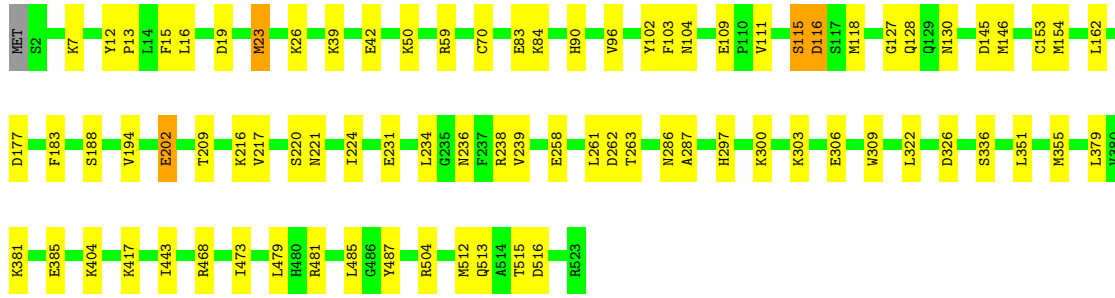 MET S2 K7 Y12 P13 L14 F15 L16 D19 M23 K26 K39 E42 K50 R59 C70 E83 K84 H90 V96 Y102 F103 N104 E109 P110 V111 S115 D116 S117 M118 G127 Q128 Q129 N130 D145 M146 C153 M154 L162
D177 F183 S188 V194 E202 T209 K216 V217 S220 N221 I224 E231 L234 G235 N236 F237 R238 V239 E258 L261 D262 T263 N286 A287 H297 K300 K303 E306 W309 L322 D326 S336 L351 M355 L379
K381 E385 K404 K417 I443 R468 I473 L479 H480 R481 L485 G486 Y487 R504 M512 Q513 A514 T515 D516 R523